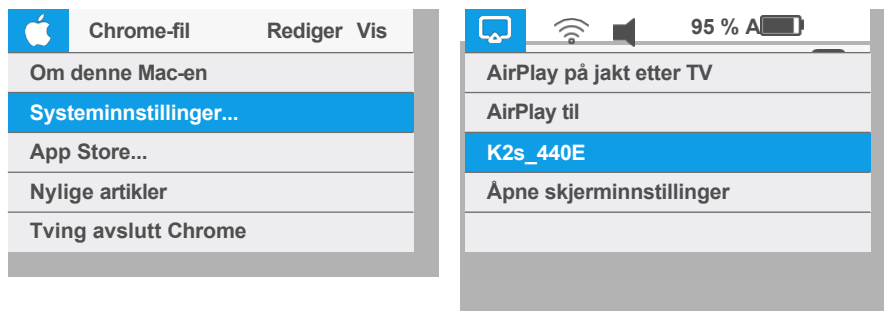 Chrome-fil Rediger Vis
Om denne Mac-en
Systeminnstillinger...
App Store...
Nylige artikler
Tving avslutt Chrome
95 % A
AirPlay på jakt etter TV
AirPlay til
K2s_440E
Åpne skjerminnstillinger